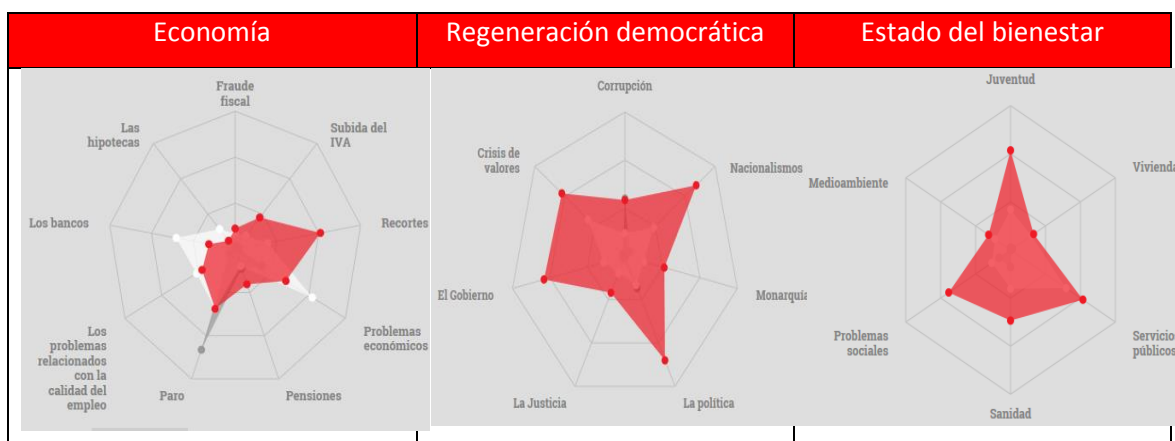 Economía
Regeneración democrática
Estado del bienestar
Fraude
fiscal
Subida del
IVA
Recortes
Problemas
económicos
Pensiones
Paro
Los
problemas
relacionados
con la
calidad del
empleo
Los bancos
Las
hipotecas
Corrupción
Nacionalismos
Monarquía
La política
La Justicia
El Gobierno
Crisis de
valores
Juventud
Vivienda
Servicios
públicos
Sanidad
Problemas
sociales
Medioambiente